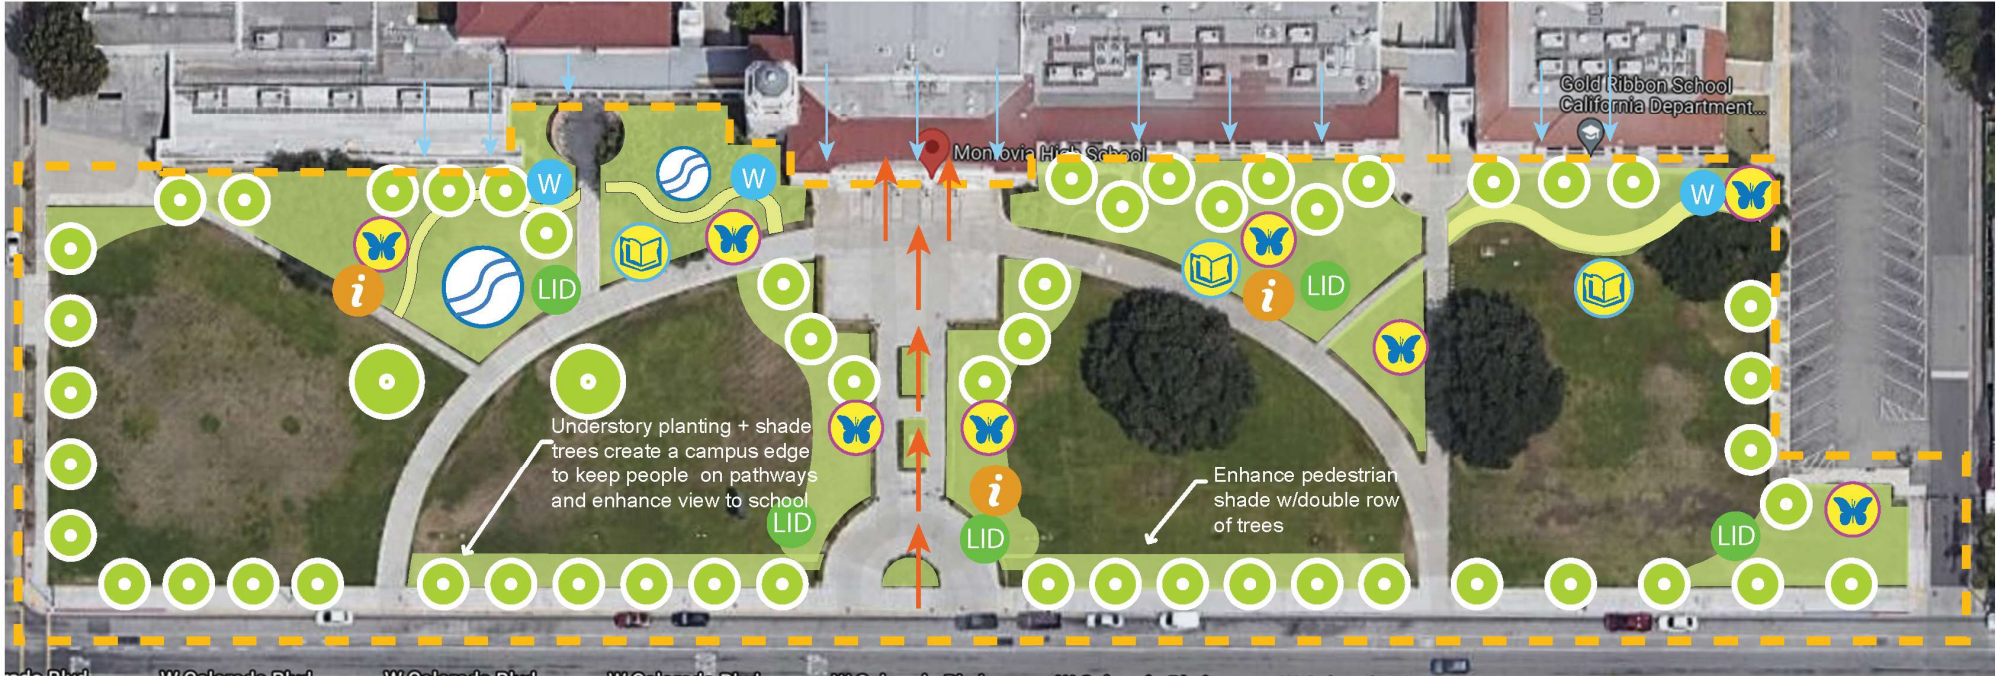 Gold Ribbon School
California Department...
Monrovia High School
W
W
W
i
LID
i
LID
Understory planting + shade
trees create a campus edge
to keep people on pathways
and enhance view to school
LID
i
LID
Enhance pedestrian
shade w/double row
of trees
LID
W Colorado Blvd
W Colorado Blvd
W Colorado Blvd